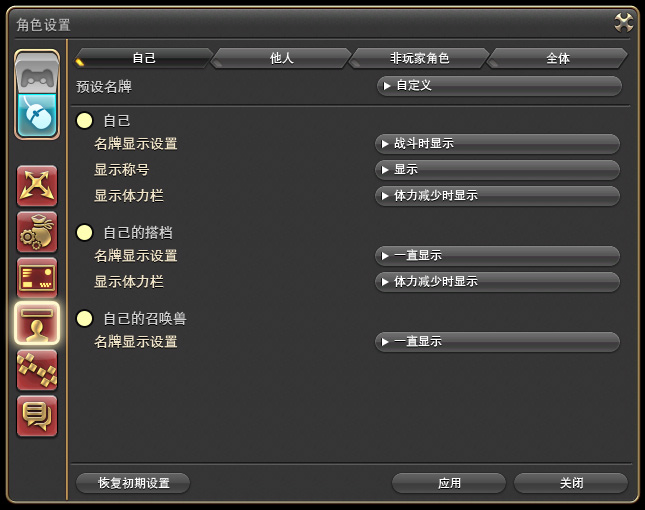 角色设置
自己
他人
非玩家角色
全体
预设名牌 自定义
自己
名牌显示设置 战斗时显示
显示称号 显示
显示体力栏 体力减少时显示
自己的搭档
名牌显示设置 一直显示
显示体力栏 体力减少时显示
自己的召唤兽
名牌显示设置 一直显示
恢复初期设置 应用 关闭